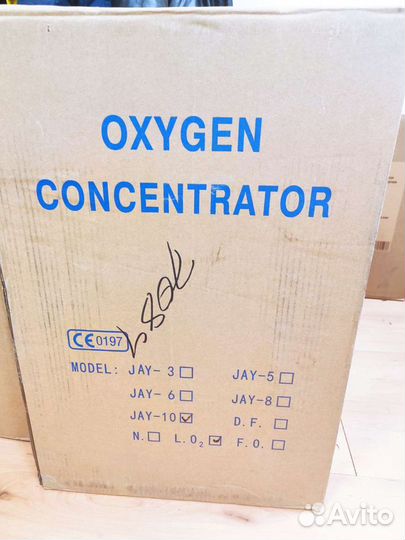 OXYGEN
CONCENTRATOR
CE 0197
MODEL: JAY-3☐ JAY-5☐
JAY-6☐ JAY-8☐
JAY-10☑ D.F.☐
N.☐ L.O₂☑ F.O.☐
Avito